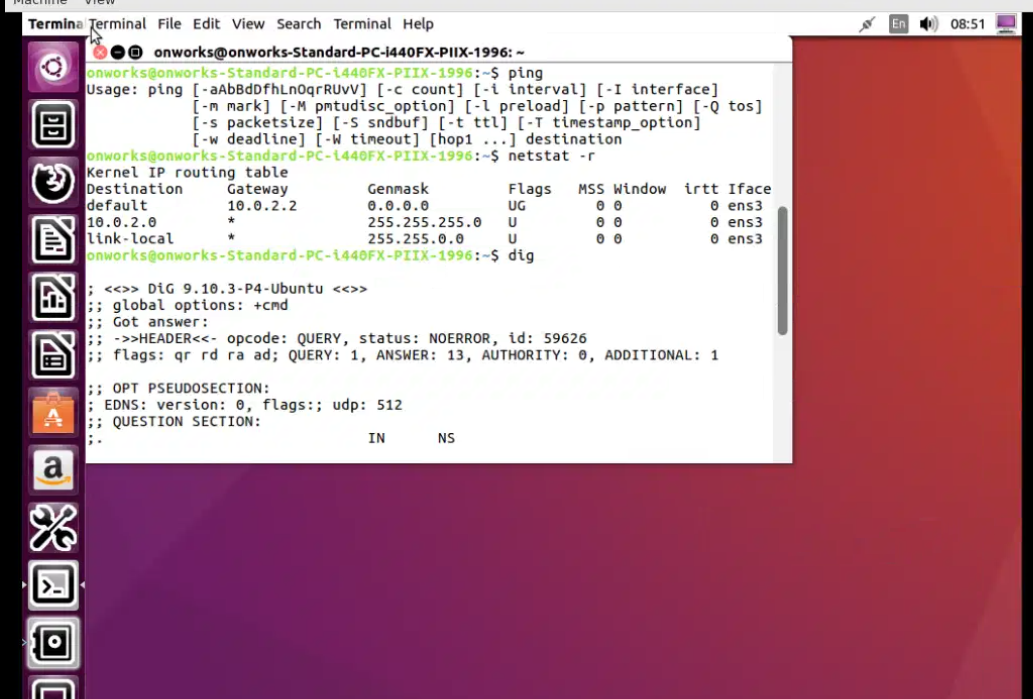 Machine View
Termina Terminal File Edit View Search Terminal Help En 08:51
onworks@onworks-Standard-PC-i440FX-PIIX-1996: ~
onworks@onworks-Standard-PC-i440FX-PIIX-1996:~$ ping
Usage: ping [-aAbBdDfhLnOqrRUvV] [-c count] [-i interval] [-I interface]
[-m mark] [-M pmtudisc_option] [-l preload] [-p pattern] [-Q tos]
[-s packetsize] [-S sndbuf] [-t ttl] [-T timestamp_option]
[-w deadline] [-W timeout] [hop1 ...] destination
onworks@onworks-Standard-PC-i440FX-PIIX-1996:~$ netstat -r
Kernel IP routing table
Destination Gateway Genmask Flags MSS Window irtt Iface
default 10.0.2.2 0.0.0.0 UG 0 0 0 ens3
10.0.2.0 * 255.255.255.0 U 0 0 0 ens3
link-local * 255.255.0.0 U 0 0 0 ens3
onworks@onworks-Standard-PC-i440FX-PIIX-1996:~$ dig
; <<>> DiG 9.10.3-P4-Ubuntu <<>>
;; global options: +cmd
;; Got answer:
;; ->>HEADER<<- opcode: QUERY, status: NOERROR, id: 59626
;; flags: qr rd ra ad; QUERY: 1, ANSWER: 13, AUTHORITY: 0, ADDITIONAL: 1
;; OPT PSEUDOSECTION:
; EDNS: version: 0, flags:; udp: 512
;; QUESTION SECTION:
;. IN NS